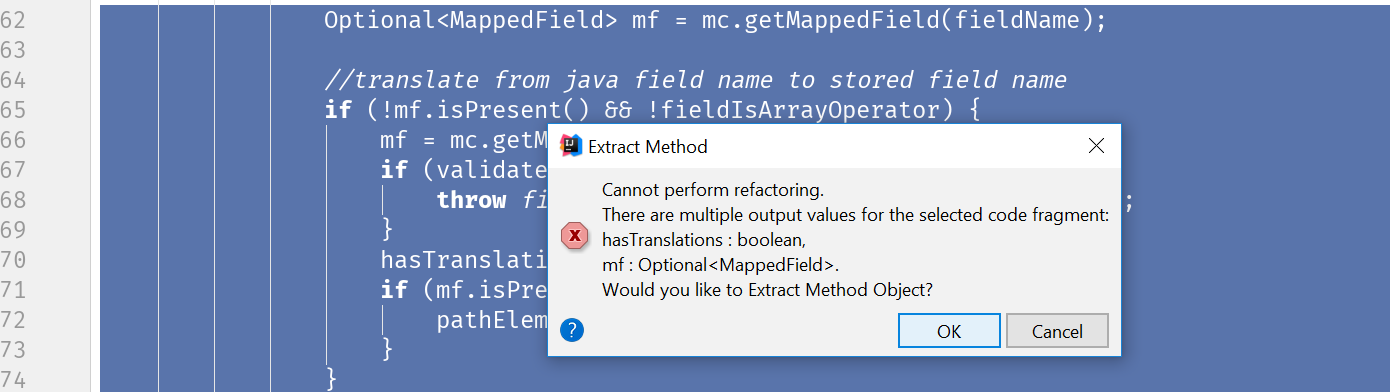 62 Optional<MappedField> mf = mc.getMappedField(fieldName);
63
64 //translate from java field name to stored field name
65 if (!mf.isPresent() && !fieldIsArrayOperator) {
66 mf = mc.getM
67 if (validate
68 throw fi ;
69 }
70 hasTranslati
71 if (mf.isPre
72 pathElem
73 }
74 }
Extract Method
Cannot perform refactoring.
There are multiple output values for the selected code fragment:
hasTranslations : boolean,
mf : Optional<MappedField>.
Would you like to Extract Method Object?
? OK Cancel